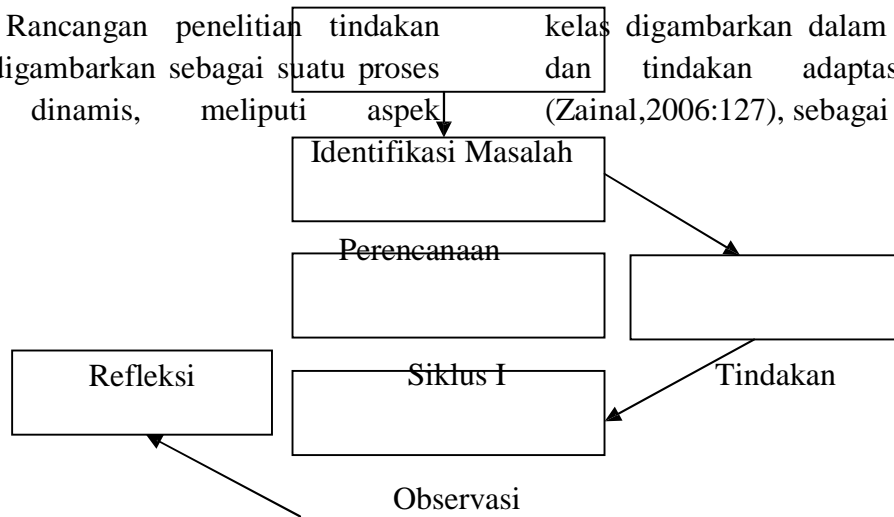 Rancangan penelitian tindakan
digambarkan sebagai suatu proses
dinamis, meliputi aspek
kelas digambarkan dalam
dan tindakan adaptas
(Zainal,2006:127), sebagai
Identifikasi Masalah
Perencanaan
Refleksi Siklus I Tindakan
Observasi